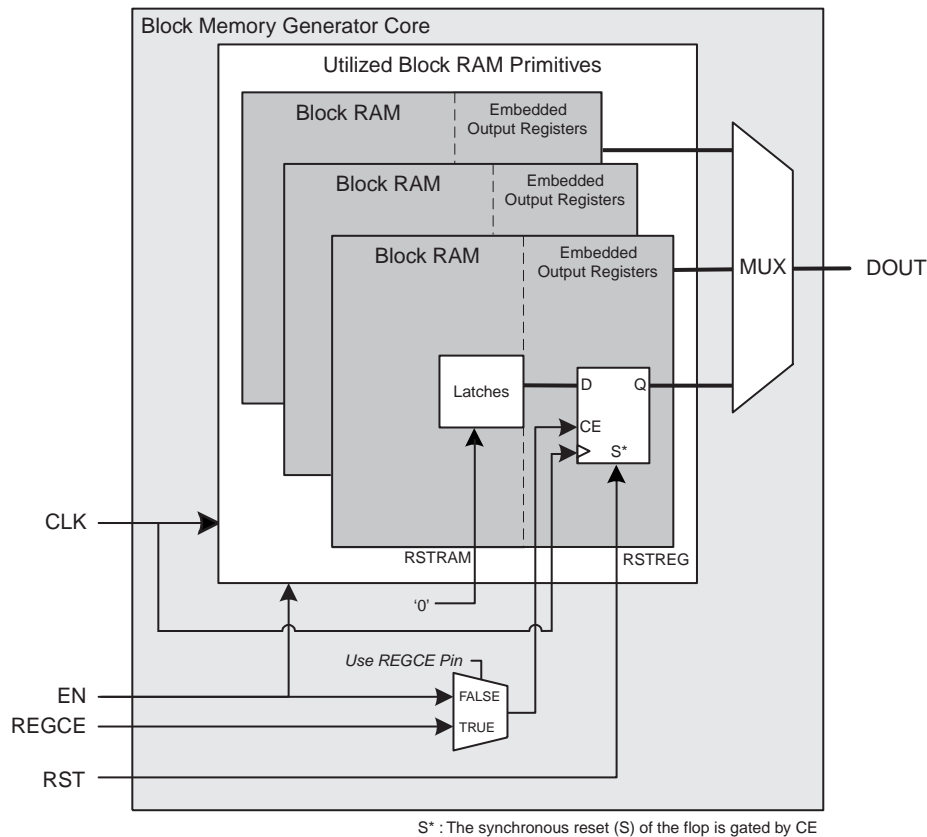 Block Memory Generator Core
Utilized Block RAM Primitives
Block RAM
Embedded
Output Registers
Block RAM
Embedded
Output Registers
Block RAM
Embedded
Output Registers
MUX
DOUT
Latches
D
Q
CE
S*
CLK
RSTRAM
RSTREG
‘0’
Use REGCE Pin
EN
FALSE
REGCE
TRUE
RST
S* : The synchronous reset (S) of the flop is gated by CE